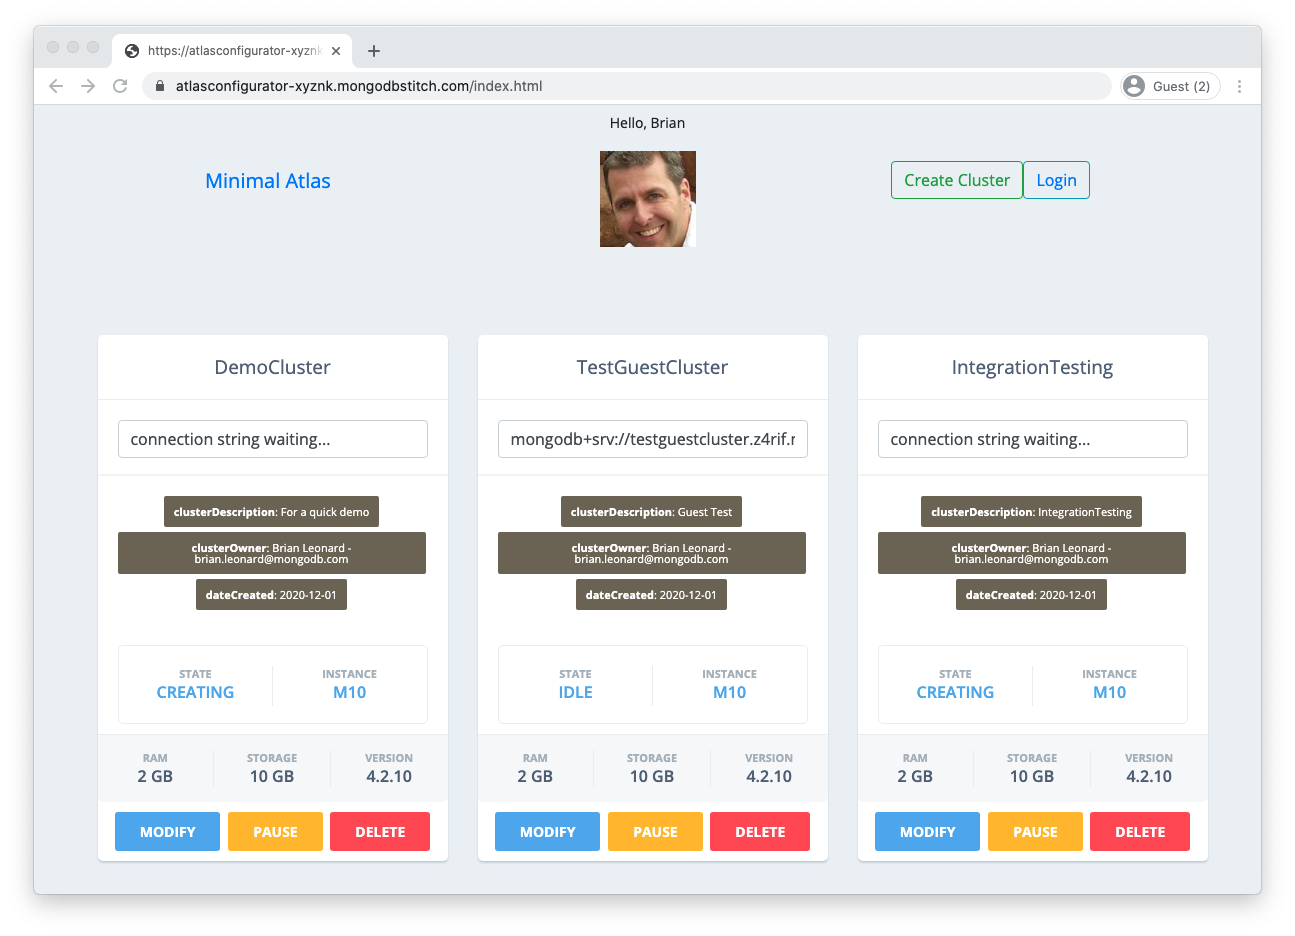 https://atlasconfigurator-xyznk
atlasconfigurator-xyznk.mongodbstitch.com/index.html
Guest (2)
Hello, Brian
Minimal Atlas
Create Cluster
Login
DemoCluster
connection string waiting...
clusterDescription: For a quick demo
clusterOwner: Brian Leonard -
brian.leonard@mongodb.com
dateCreated: 2020-12-01
STATE
CREATING
INSTANCE
M10
RAM
2 GB
STORAGE
10 GB
VERSION
4.2.10
MODIFY
PAUSE
DELETE
TestGuestCluster
mongodb+srv://testguestcluster.z4rif.r
clusterDescription: Guest Test
clusterOwner: Brian Leonard -
brian.leonard@mongodb.com
dateCreated: 2020-12-01
STATE
IDLE
INSTANCE
M10
RAM
2 GB
STORAGE
10 GB
VERSION
4.2.10
MODIFY
PAUSE
DELETE
IntegrationTesting
connection string waiting...
clusterDescription: IntegrationTesting
clusterOwner: Brian Leonard -
brian.leonard@mongodb.com
dateCreated: 2020-12-01
STATE
CREATING
INSTANCE
M10
RAM
2 GB
STORAGE
10 GB
VERSION
4.2.10
MODIFY
PAUSE
DELETE